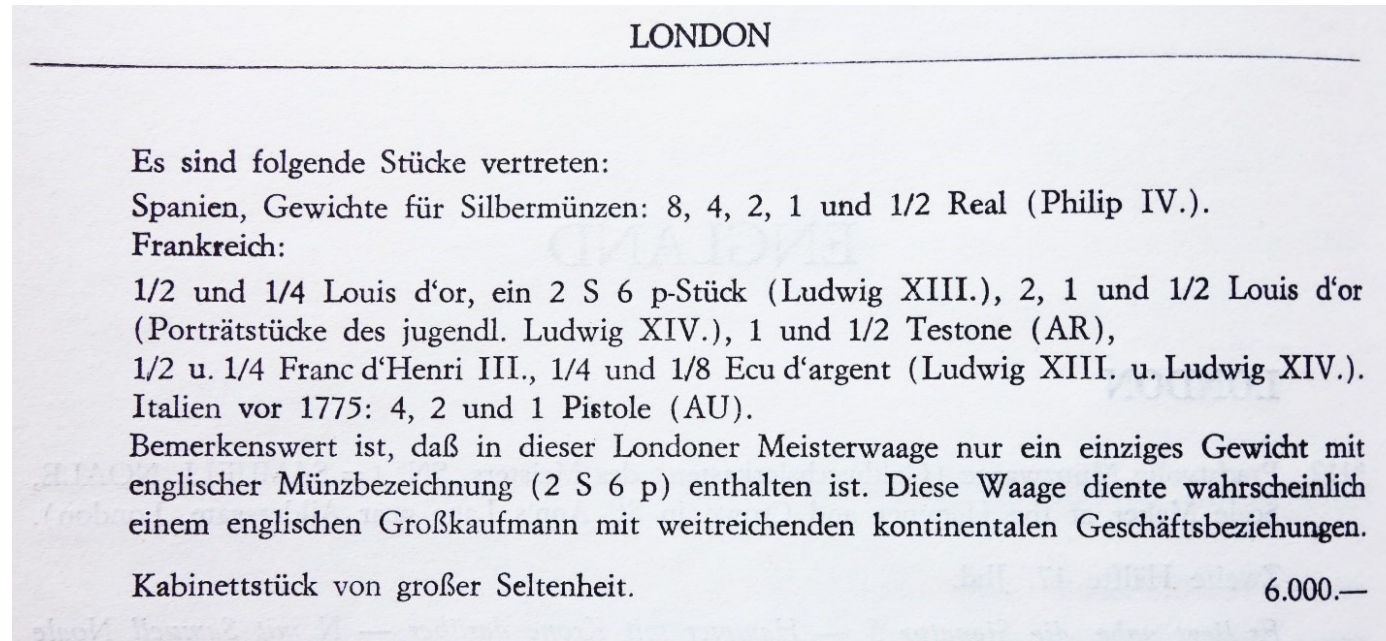 LONDON
Es sind folgende Stücke vertreten:
Spanien, Gewichte für Silbermünzen: 8, 4, 2, 1 und 1/2 Real (Philip IV.).
Frankreich:
1/2 und 1/4 Louis d'or, ein 2 S 6 p-Stück (Ludwig XIII.), 2, 1 und 1/2 Louis d'or
(Porträtstücke des jugendl. Ludwig XIV.), 1 und 1/2 Testone (AR),
1/2 u. 1/4 Franc d'Henri III., 1/4 und 1/8 Ecu d'argent (Ludwig XIII. u. Ludwig XIV.).
Italien vor 1775: 4, 2 und 1 Pistole (AU).
Bemerkenswert ist, daß in dieser Londoner Meisterwaage nur ein einziges Gewicht mit
englischer Münzbezeichnung (2 S 6 p) enthalten ist. Diese Waage diente wahrscheinlich
einem englischen Großkaufmann mit weitreichenden kontinentalen Geschäftsbeziehungen.
Kabinettstück von großer Seltenheit. 6.000.—